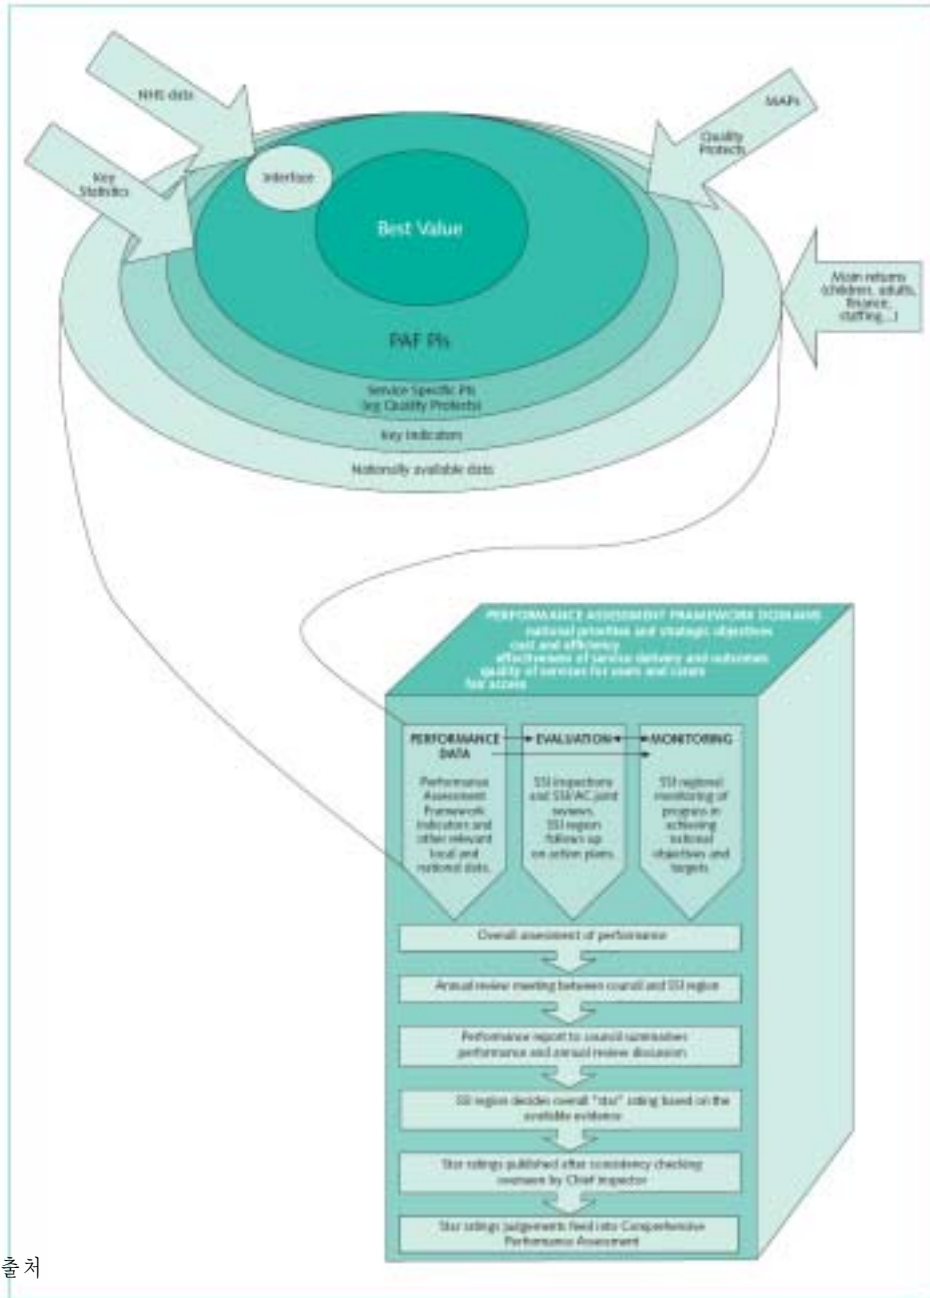 NHS data
MAPs
Quality
Protects
Key
Statistics
Interface
Best Value
Main returns
(children, adults,
finance,
staffing...)
PAF PIs
Service Specific PIs
(eg Quality Protects)
Key Indicators
Nationally available data
PERFORMANCE ASSESSMENT FRAMEWORK DOMAINS
national priorities and strategic objectives
cost and efficiency
effectiveness of service delivery and outcomes
quality of services for users and carers
fair access
PERFORMANCE
DATA
Performance
Assessment
Framework
indicators and
other relevant
local and
national data.
EVALUATION
SSI inspections
and SSI/AC joint
reviews.
SSI region
follows up
on action plans.
MONITORING
SSI regional
monitoring of
progress in
achieving
national
objectives and
targets
Overall assessment of performance
Annual review meeting between council and SSI region
Performance report to council summarises
performance and annual review discussion
SSI region decides overall "star" rating based on the
available evidence
Star ratings published after consistency checking
overseen by Chief Inspector
Star ratings judgements feed into Comprehensive
Performance Assessment
출처